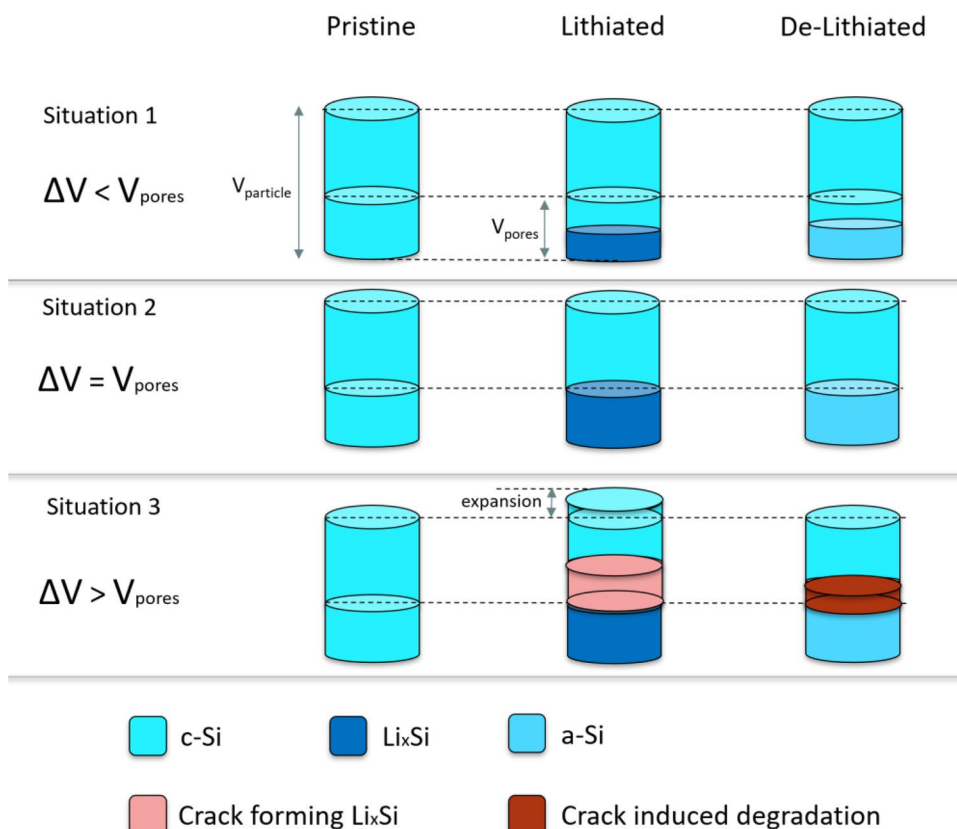 Pristine Lithiated De-Lithiated
Situation 1
ΔV < Vpores
Vparticle
Vpores
Situation 2
ΔV = Vpores
Situation 3
expansion
ΔV > Vpores
c-Si LixSi a-Si
Crack forming LixSi Crack induced degradation